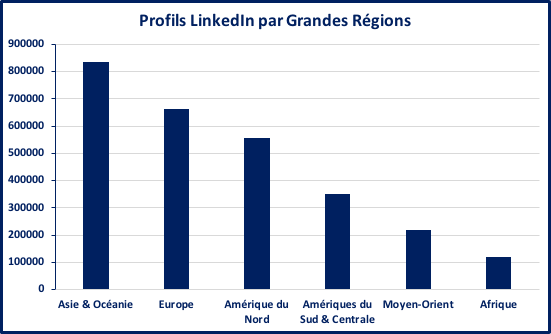 Profils LinkedIn par Grandes Régions
900000
800000
700000
600000
500000
400000
300000
200000
100000
0
Asie & Océanie
Europe
Amérique du
Nord
Amériques du
Sud & Centrale
Moyen-Orient
Afrique